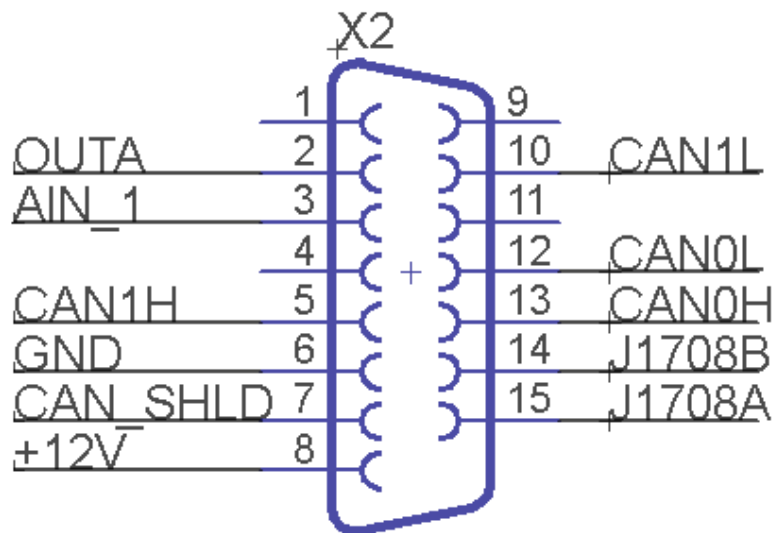 X2
1 9
OUTA 2 10 CAN1L
AIN_1 3 11
4 12 CAN0L
CAN1H 5 13 CAN0H
GND 6 14 J1708B
CAN_SHLD 7 15 J1708A
+12V 8